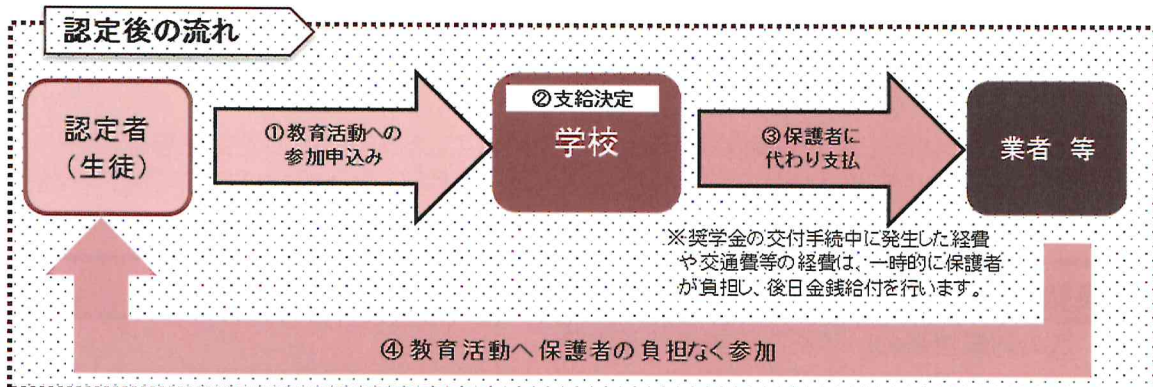 認定後の流れ
認定者
（生徒）
①教育活動への
参加申込み
②支給決定
学校
③保護者に
代わり支払
業者 等
※奨学金の交付手続中に発生した経費
や交通費等の経費は、一時的に保護者
が負担し、後日金銭給付を行います。
④教育活動へ保護者の負担なく参加